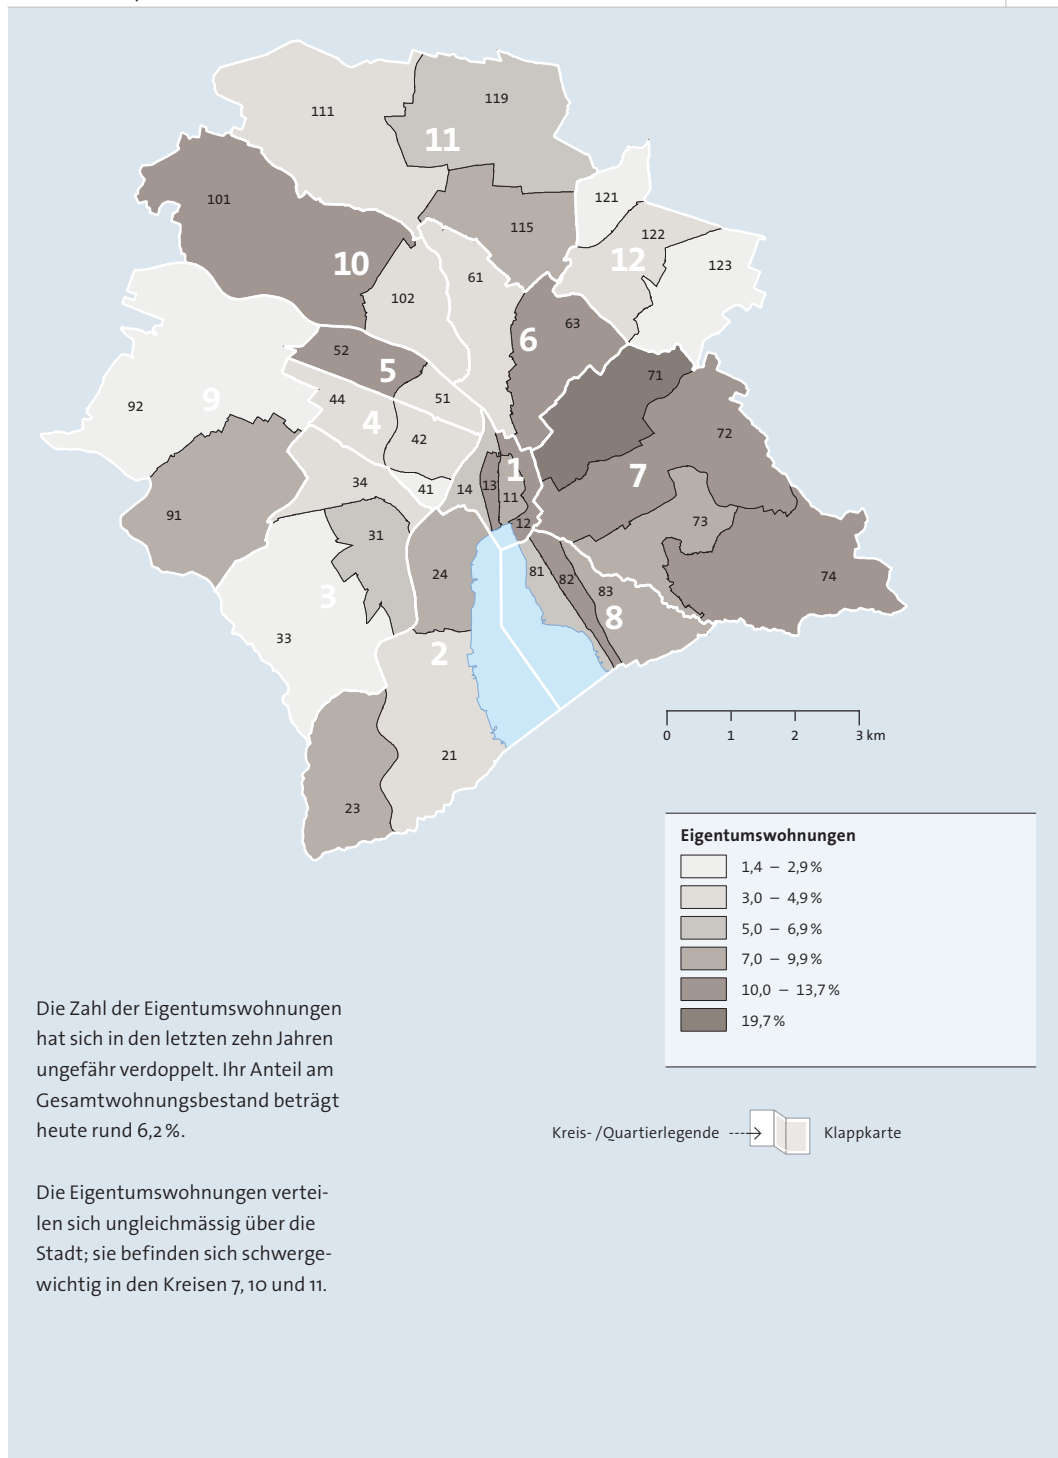 111
119
11
101
115
121
122
12
123
10
61
102
63
6
52
5
71
44
51
9
92
4
42
72
1
7
34
41
14
13
11
91
12
73
31
24
81
82
74
83
3
8
33
2
21
23
0 1 2 3 km
Eigentumswohnungen
1,4 – 2,9 %
3,0 – 4,9 %
5,0 – 6,9 %
7,0 – 9,9 %
10,0 – 13,7 %
19,7 %
Die Zahl der Eigentumswohnungen
hat sich in den letzten zehn Jahren
ungefähr verdoppelt. Ihr Anteil am
Gesamtwohnungsbestand beträgt
heute rund 6,2 %.
Kreis- /Quartierlegende Klappkarte
Die Eigentumswohnungen vertei-
len sich ungleichmässig über die
Stadt; sie befinden sich schwerge-
wichtig in den Kreisen 7, 10 und 11.